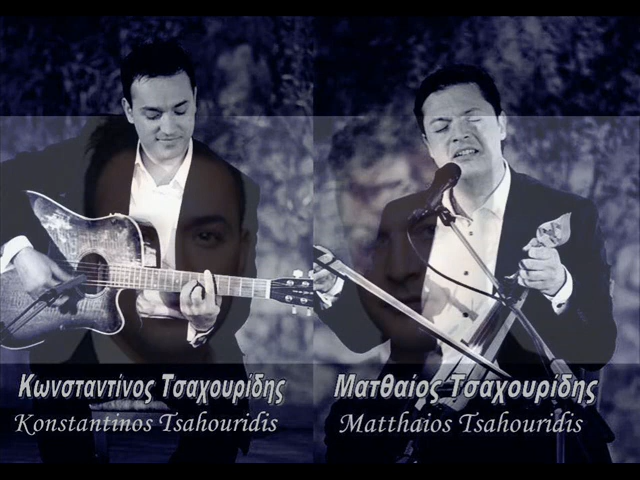 Κωνσταντίνος Τσαχουρίδης
Konstantinos Tsahouridis
Ματθαίος Τσαχουρίδης
Matthaios Tsahouridis